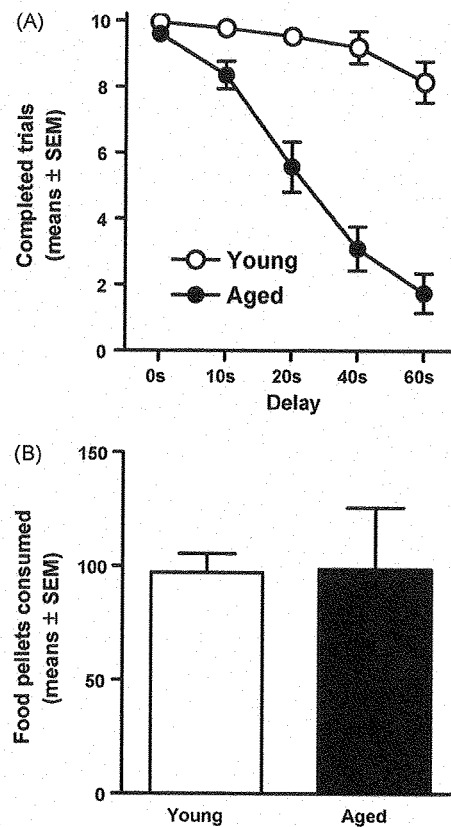 (A)
Completed trials
(means ± SEM)
10
8
6
4
2
0
Young
Aged
0s 10s 20s 40s 60s
Delay
(B)
Food pellets consumed
(means ± SEM)
150
100
50
0
Young Aged